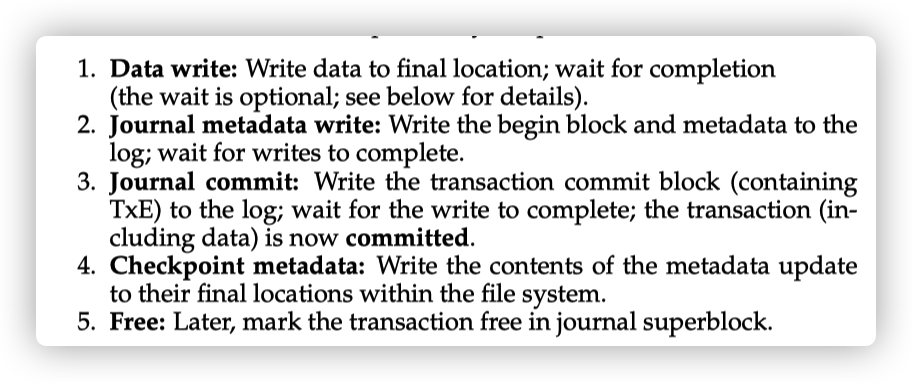 1. Data write: Write data to final location; wait for completion
(the wait is optional; see below for details).
2. Journal metadata write: Write the begin block and metadata to the
log; wait for writes to complete.
3. Journal commit: Write the transaction commit block (containing
TxE) to the log; wait for the write to complete; the transaction (in-
cluding data) is now committed.
4. Checkpoint metadata: Write the contents of the metadata update
to their final locations within the file system.
5. Free: Later, mark the transaction free in journal superblock.